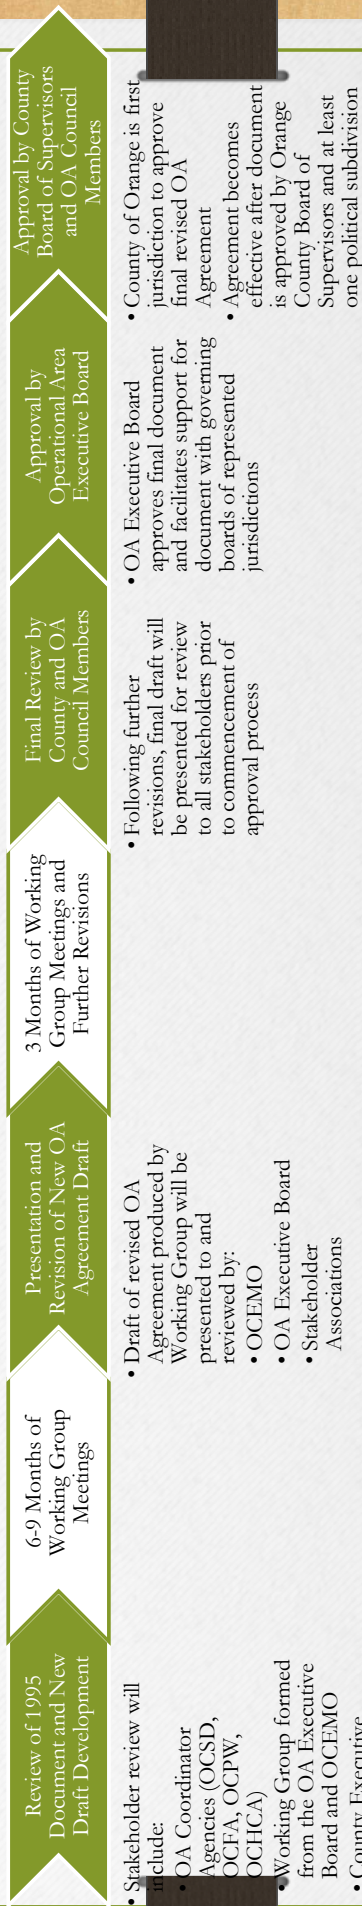 Review of 1995
Document and New
Draft Development
6-9 Months of
Working Group
Meetings
Presentation and
Revision of New OA
Agreement Draft
3 Months of Working
Group Meetings and
Further Revisions
Final Review by
County and OA
Council Members
Approval by
Operational Area
Executive Board
Approval by County
Board of Supervisors
and OA Council
Members
• Stakeholder review will
include:
• OA Coordinator
Agencies (OCSD,
OCFA, OCPW,
OCHCA)
• Working Group formed
from the OA Executive
Board and OCEMO
• County Executive
• Draft of revised OA
Agreement produced by
Working Group will be
presented to and
reviewed by:
• OCEMO
• OA Executive Board
• Stakeholder
Associations
• Following further
revisions, final draft will
be presented for review
to all stakeholders prior
to commencement of
approval process
• OA Executive Board
approves final document
and facilitates support for
document with governing
boards of represented
jurisdictions
• County of Orange is first
jurisdiction to approve
final revised OA
Agreement
• Agreement becomes
effective after document
is approved by Orange
County Board of
Supervisors and at least
one political subdivision